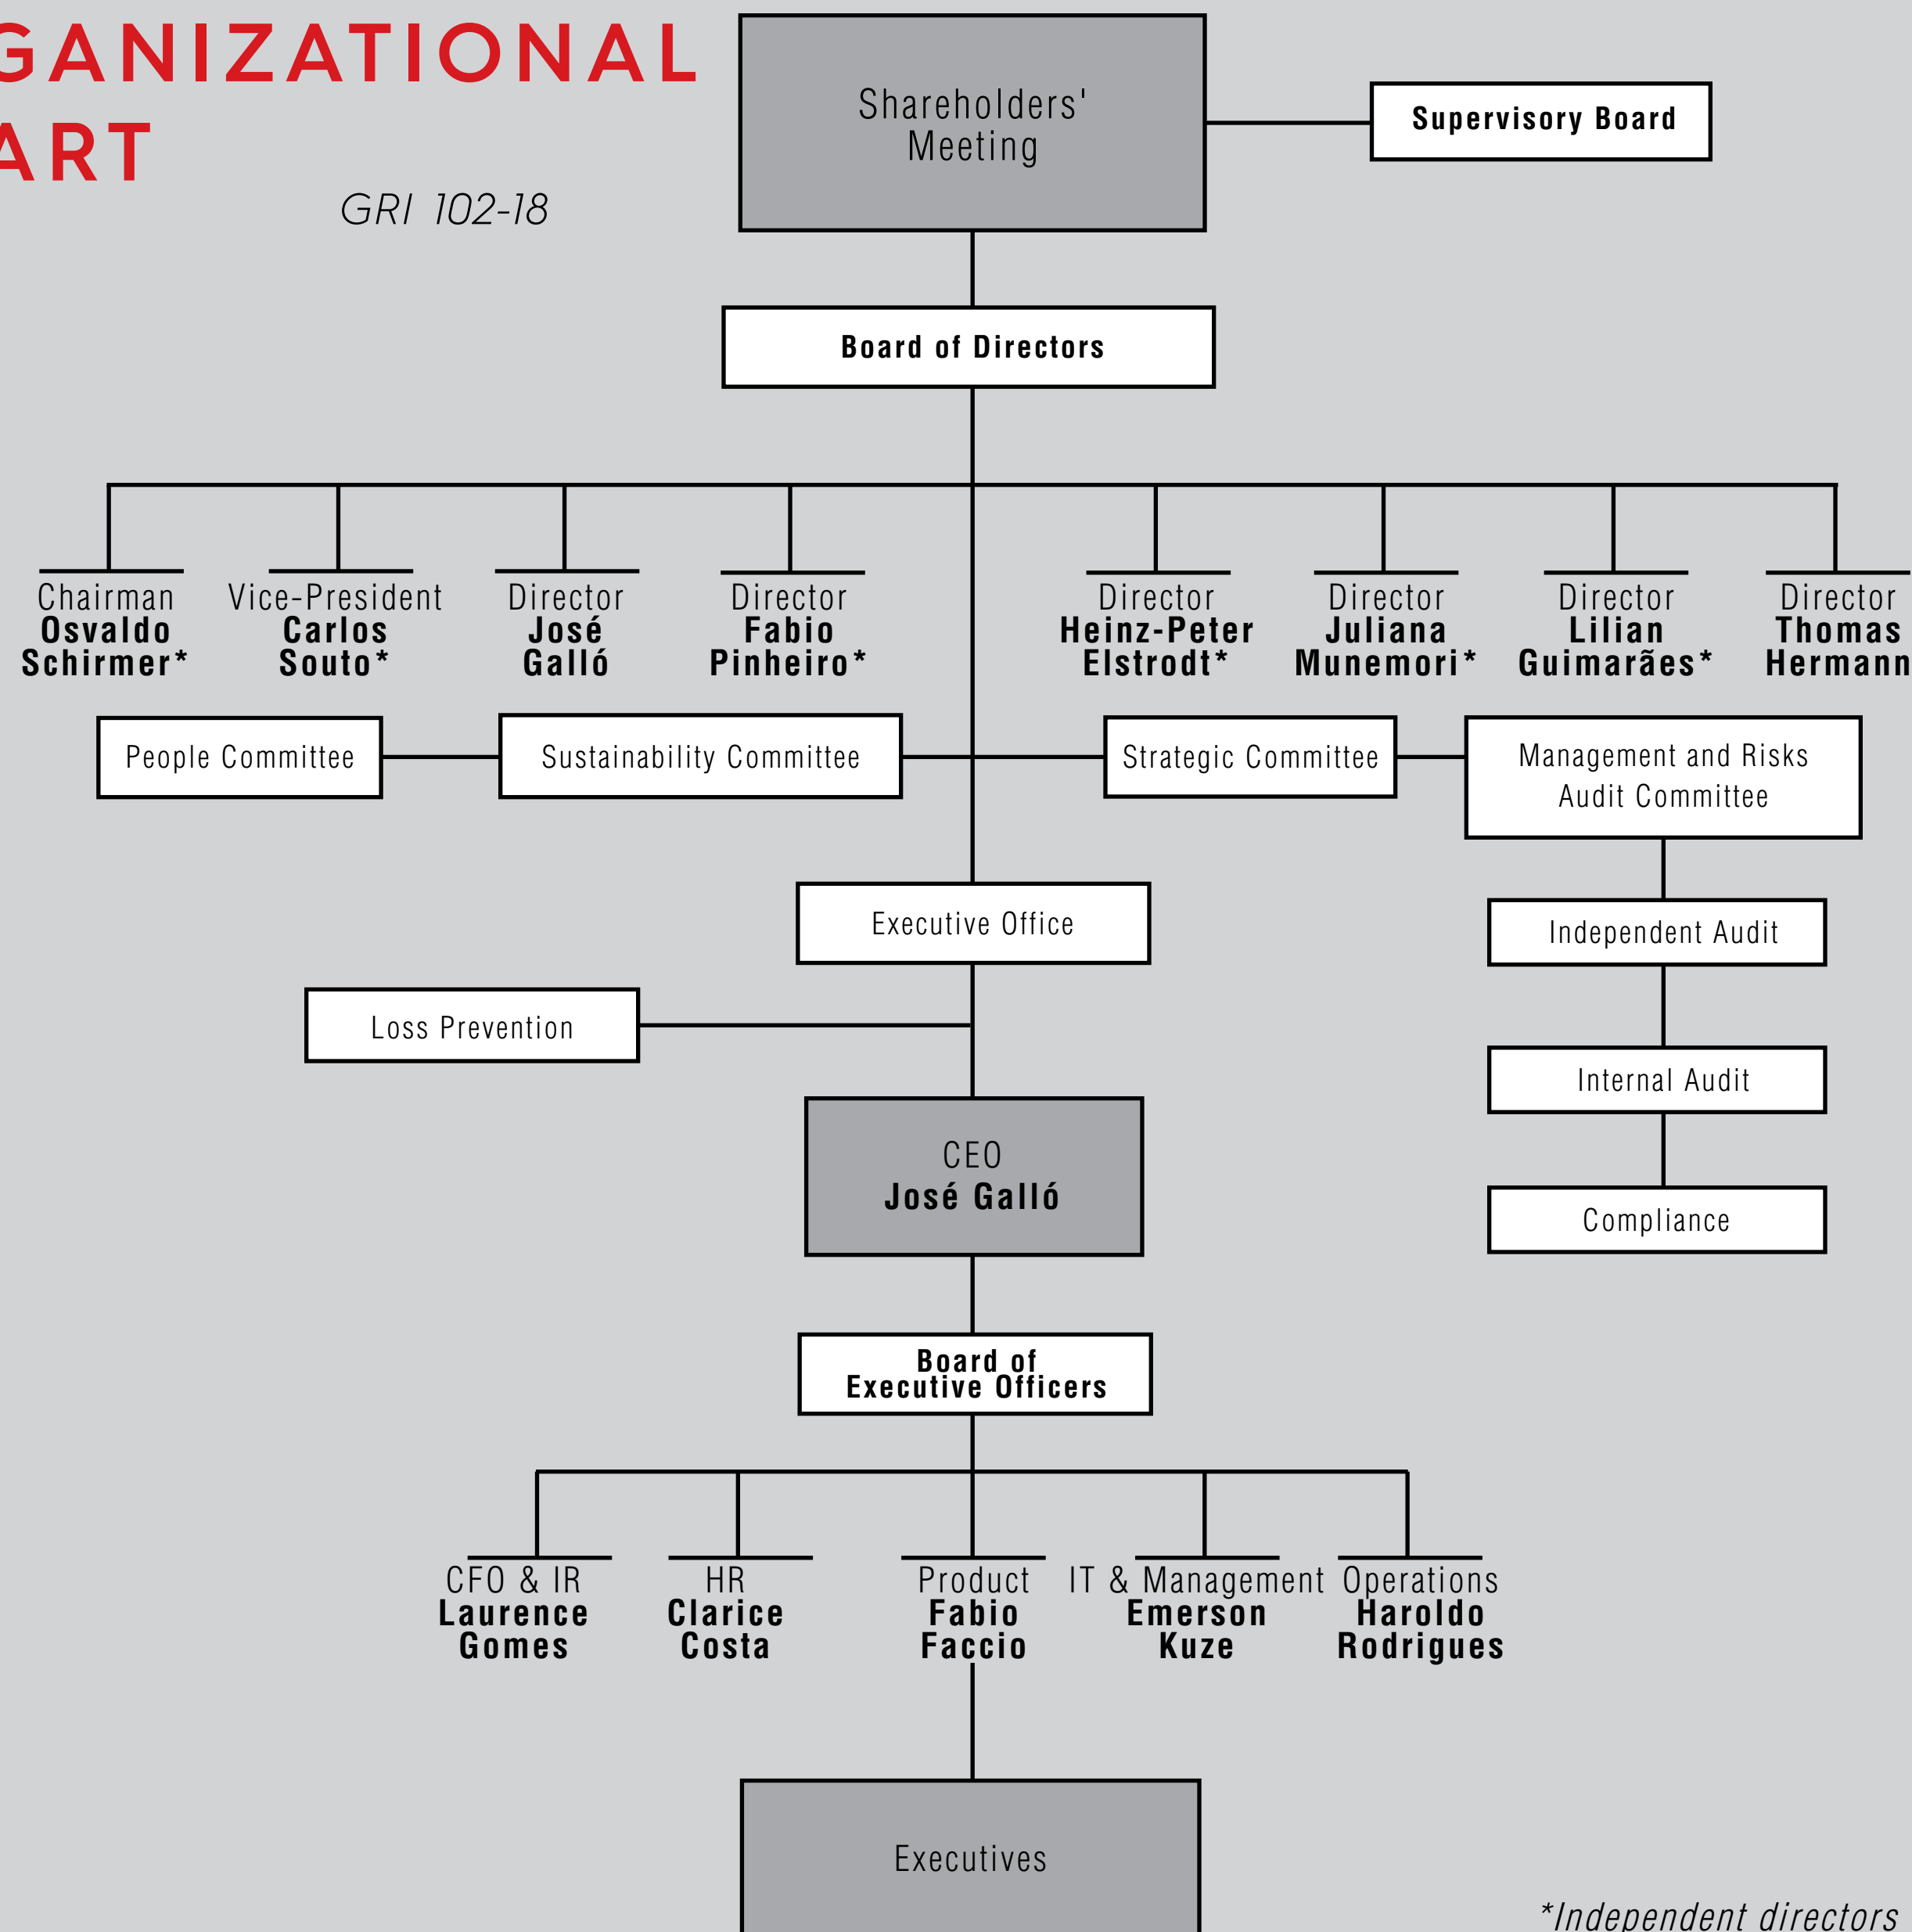 GANIZATIONAL
ART
GRI 102-18
Shareholders'
Meeting
Supervisory Board
Board of Directors
Chairman
Osvaldo
Schirmer*
Vice-President
Carlos
Souto*
Director
José
Galló
Director
Fabio
Pinheiro*
Director
Heinz-Peter
Elstrodt*
Director
Juliana
Munemori*
Director
Lilian
Guimarães*
Director
Thomas
Hermann
People Committee
Sustainability Committee
Strategic Committee
Management and Risks
Audit Committee
Executive Office
Independent Audit
Loss Prevention
Internal Audit
CEO
José Galló
Compliance
Board of
Executive Officers
CFO & IR
Laurence
Gomes
HR
Clarice
Costa
Product
Fabio
Faccio
IT & Management
Emerson
Kuze
Operations
Haroldo
Rodrigues
Executives
*Independent directors